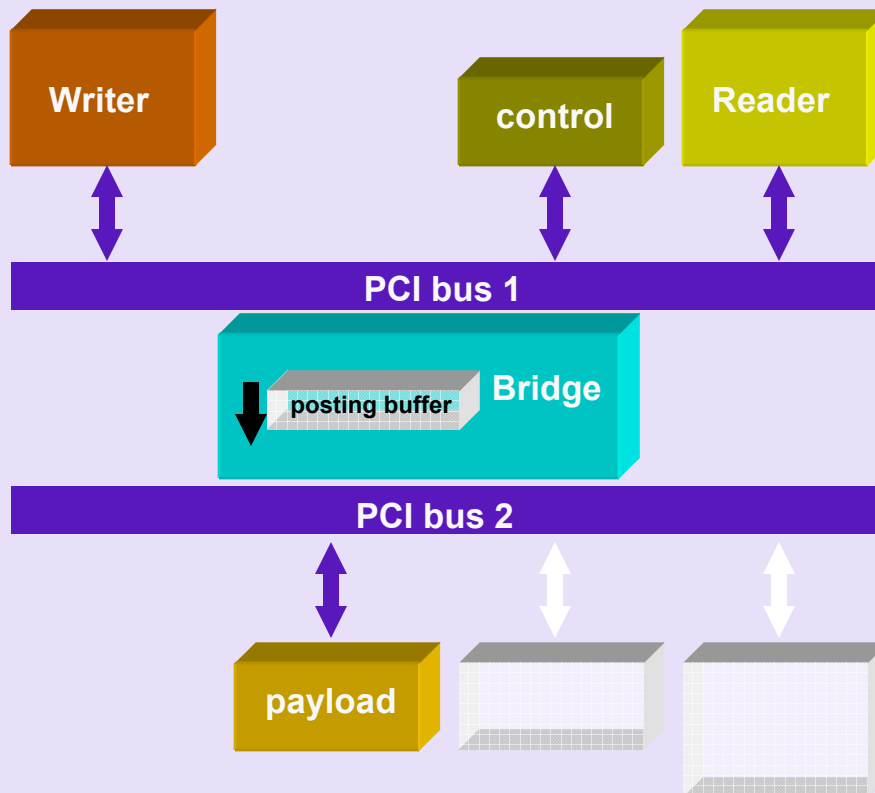 Writer
control
Reader
PCI bus 1
posting buffer
Bridge
PCI bus 2
payload